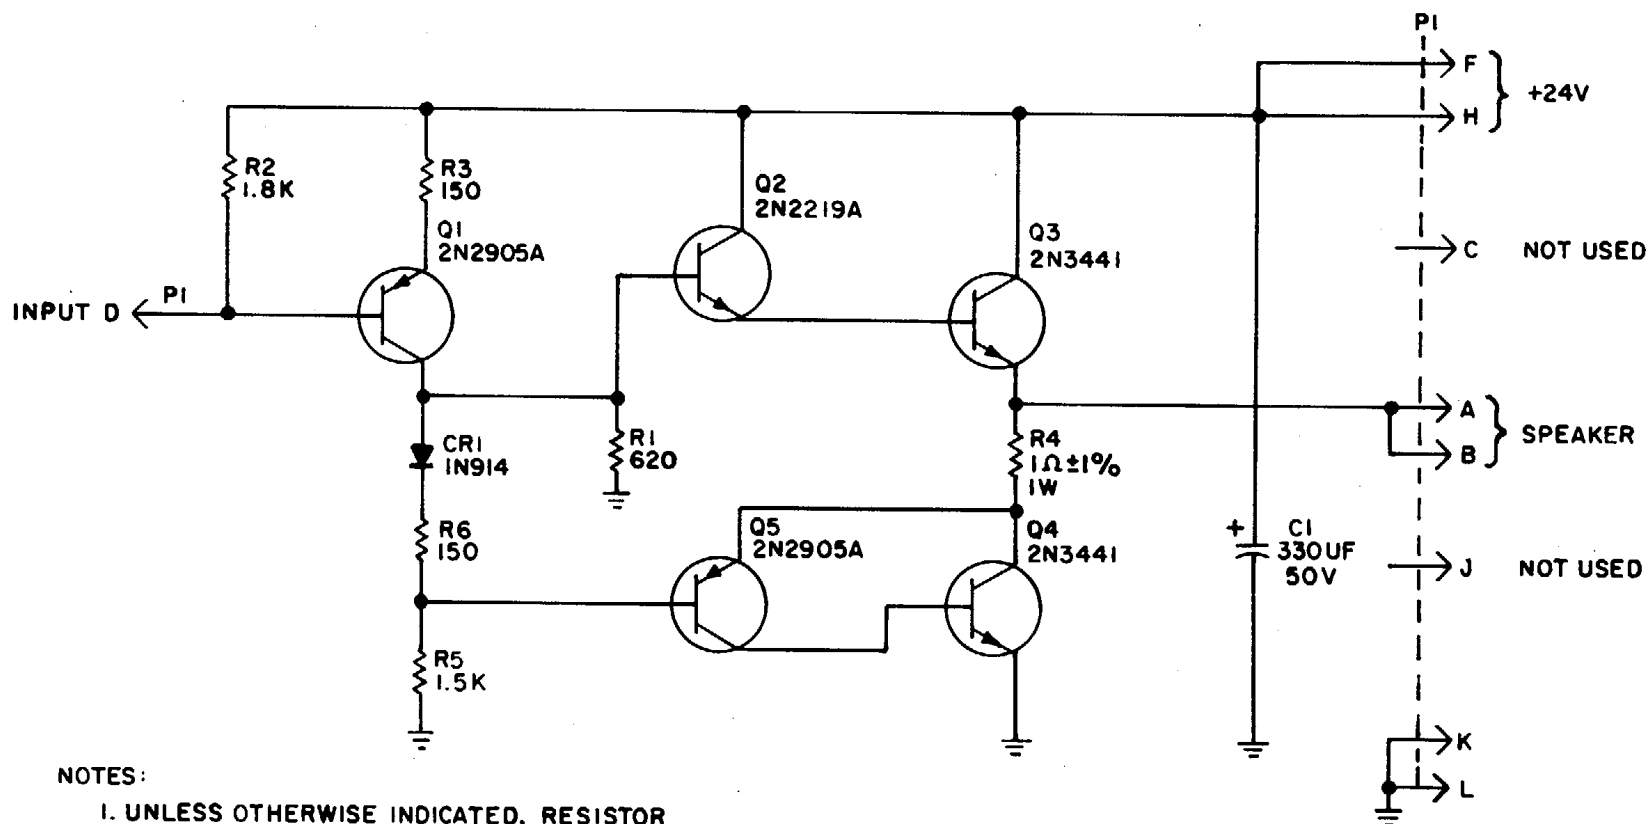 P1
F
+24V
H
R2
1.8K
R3
150
Q1
2N2905A
Q2
2N2219A
Q3
2N3441
C NOT USED
INPUT D
P1
A
SPEAKER
B
CR1
1N914
R1
620
R4
1Ω±1%
1W
R6
150
Q5
2N2905A
Q4
2N3441
+
C1
330UF
50V
J NOT USED
R5
1.5K
K
L
NOTES:
1. UNLESS OTHERWISE INDICATED, RESISTOR